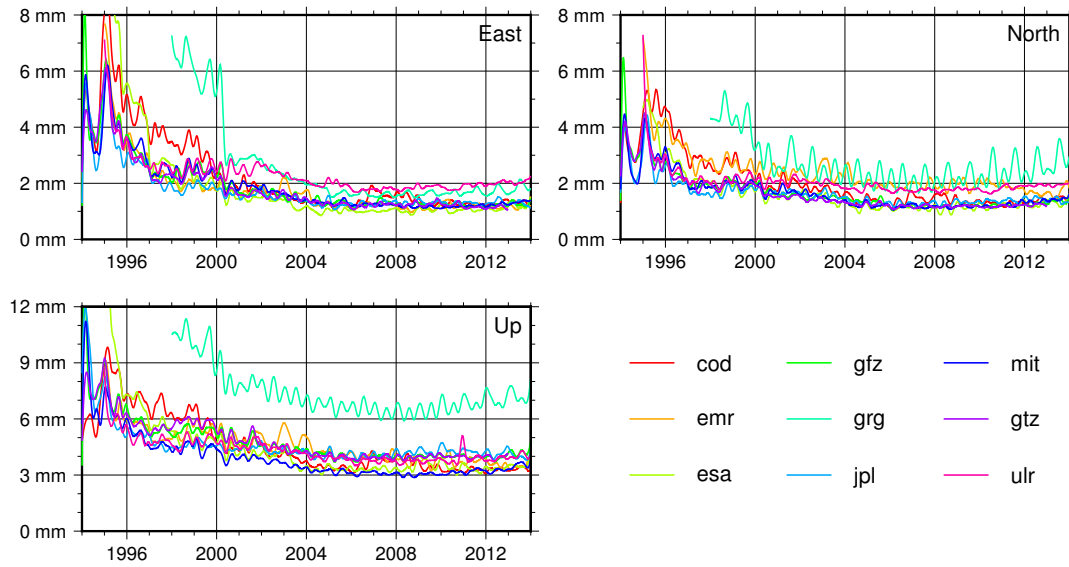 8 mm
6 mm
4 mm
2 mm
0 mm
East
1996
2000
2004
2008
2012
8 mm
6 mm
4 mm
2 mm
0 mm
North
1996
2000
2004
2008
2012
12 mm
9 mm
6 mm
3 mm
0 mm
Up
1996
2000
2004
2008
2012
cod gfz mit
emr grg gtz
esa jpl ulr